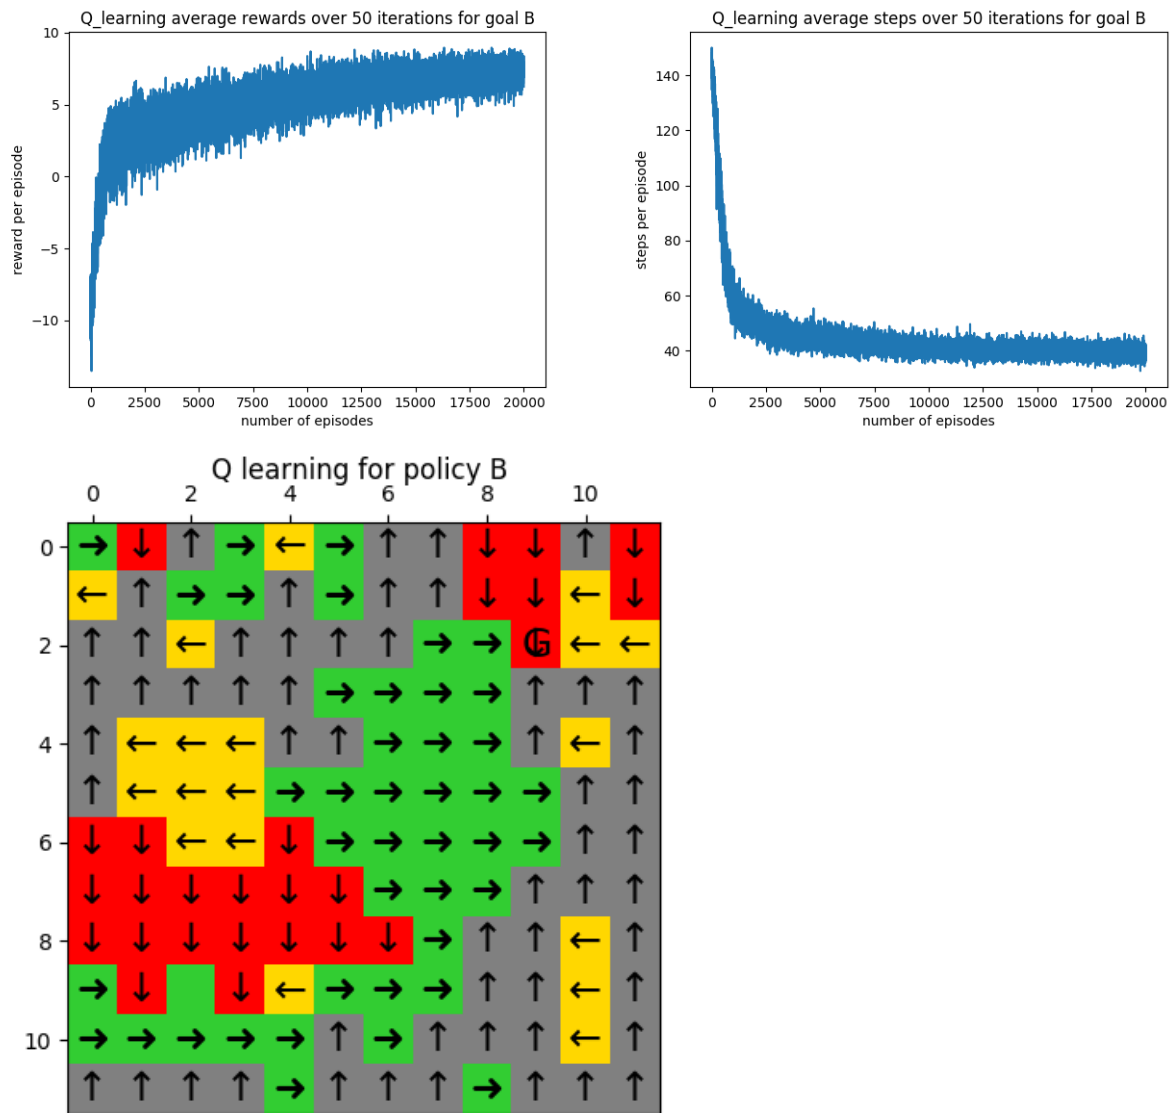 Q_learning average rewards over 50 iterations for goal B
10
5
0
−5
−10
reward per episode
0 2500 5000 7500 10000 12500 15000 17500 20000
number of episodes
Q_learning average steps over 50 iterations for goal B
140
120
100
80
60
40
steps per episode
0 2500 5000 7500 10000 12500 15000 17500 20000
number of episodes
Q learning for policy B
0 2 4 6 8 10
0
2
G
4
6
8
10